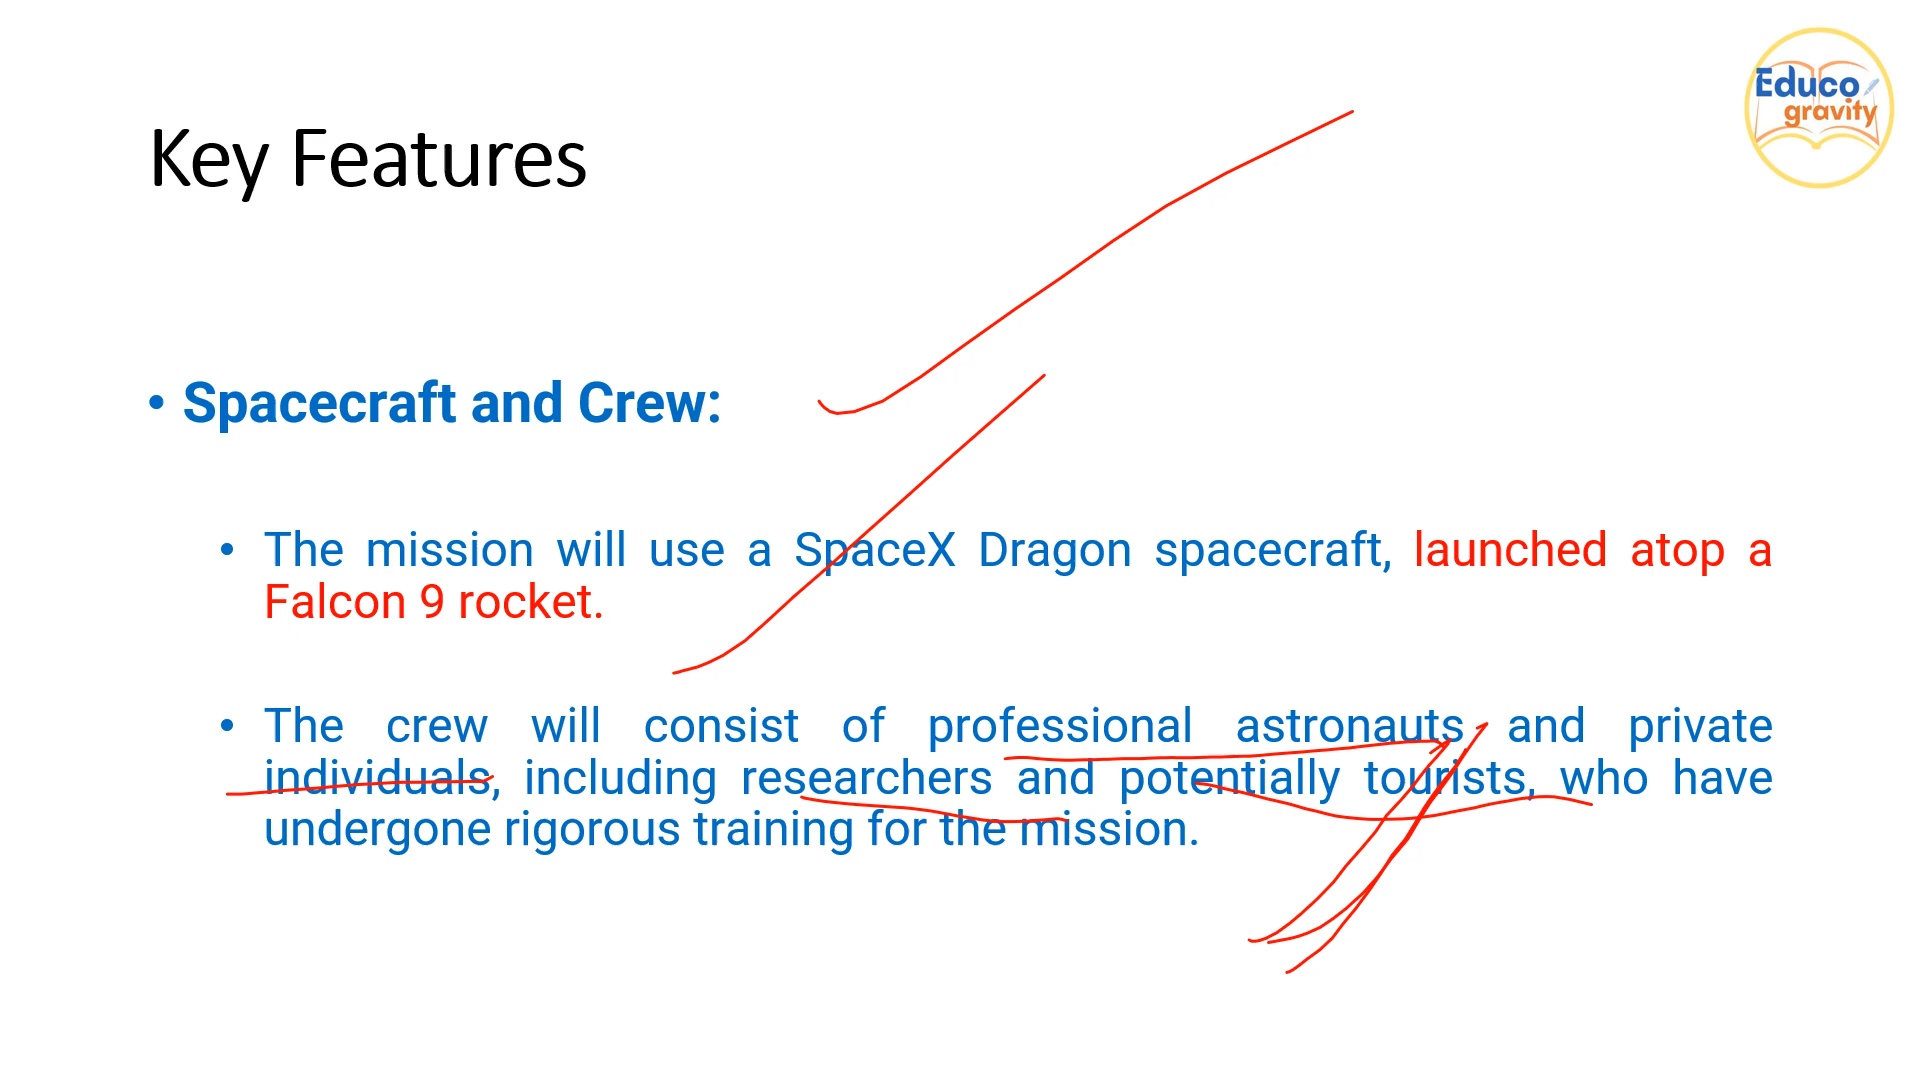 Educo
gravity
Key Features
• Spacecraft and Crew:
• The mission will use a SpaceX Dragon spacecraft, launched atop a
Falcon 9 rocket.
• The crew will consist of professional astronauts and private
individuals, including researchers and potentially tourists, who have
undergone rigorous training for the mission.